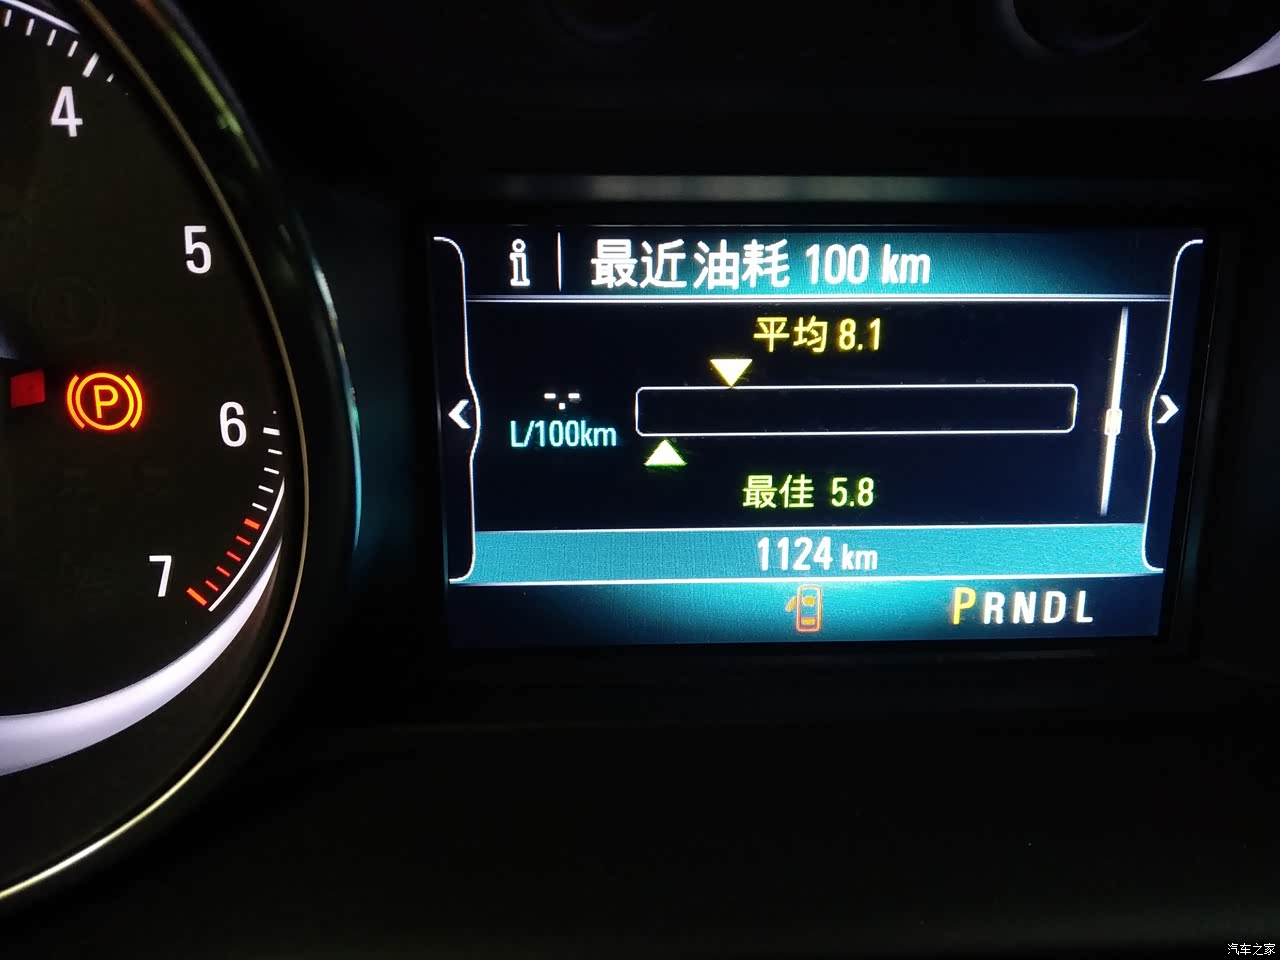 4
5
6
7
P
i 最近油耗 100 km
平均 8.1
-.-
L/100km
最佳 5.8
1124 km
PRNDL
汽车之家